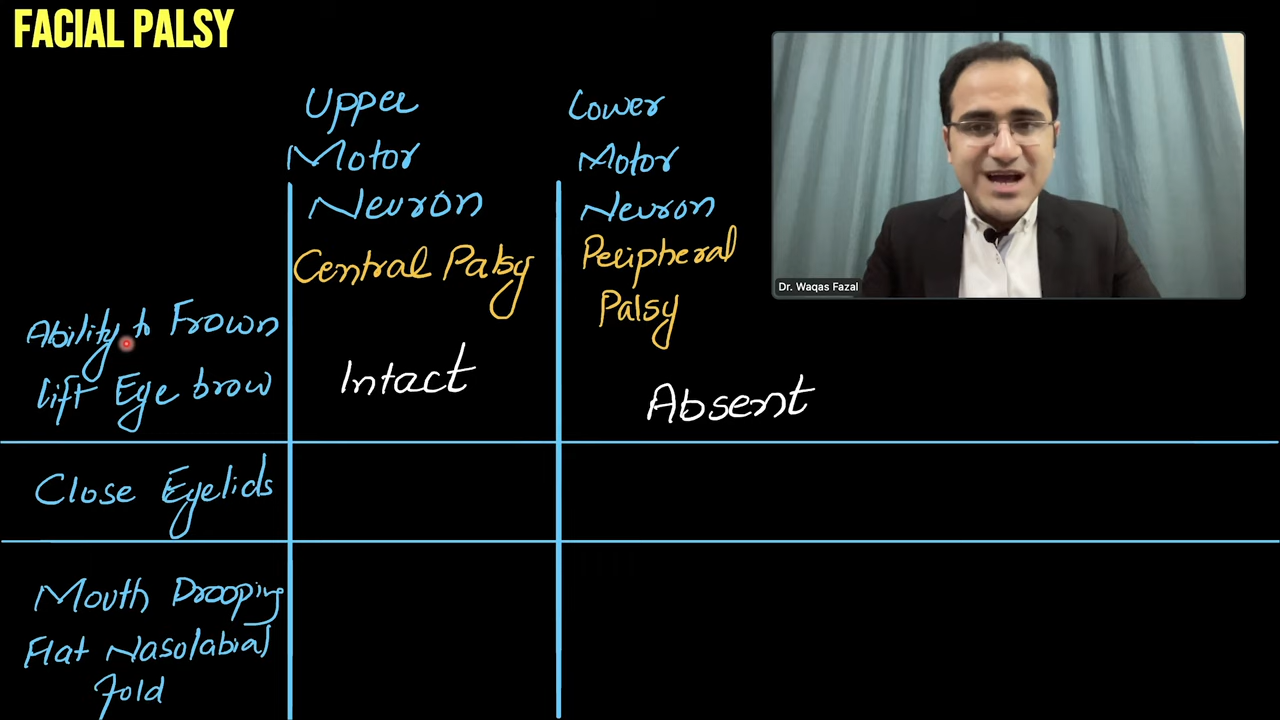 FACIAL PALSY
Upper
Motor
Neuron
Central Palsy
Lower
Motor
Neuron
Peripheral
Palsy
Dr. Waqas Fazal
Ability to Frown
lift Eye brow
Intact
Absent
Close Eyelids
Mouth Drooping
Flat Nasolabial
Fold